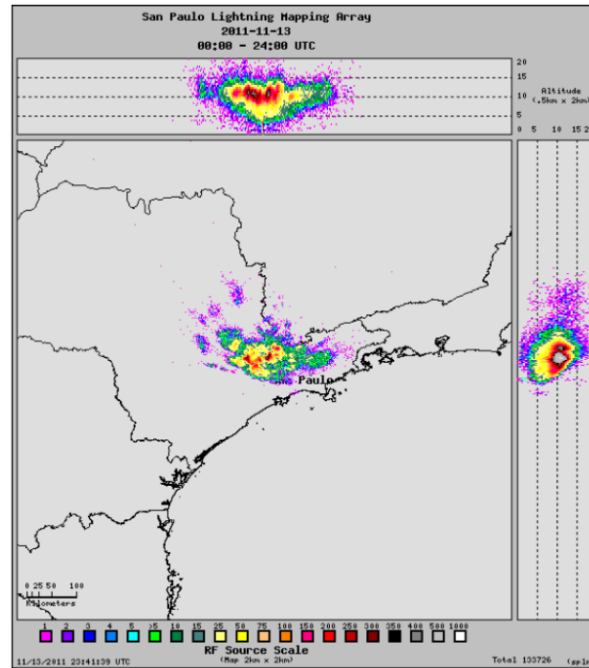 San Paulo Lightning Mapping Array
2011-11-13
00:00 - 24:00 UTC
20
15
10
5
0
Altitude
(.5km x 2km)
5 10 15 2
Paulo
0 25 50 100
Kilometers
1 2 3 4 5 >5 10 15 25 50 75 100 150 200 250 300 350 400 500 1000
RF Source Scale
(Map 2km x 2km)
11/13/2011 23:41:39 UTC
Total 133726